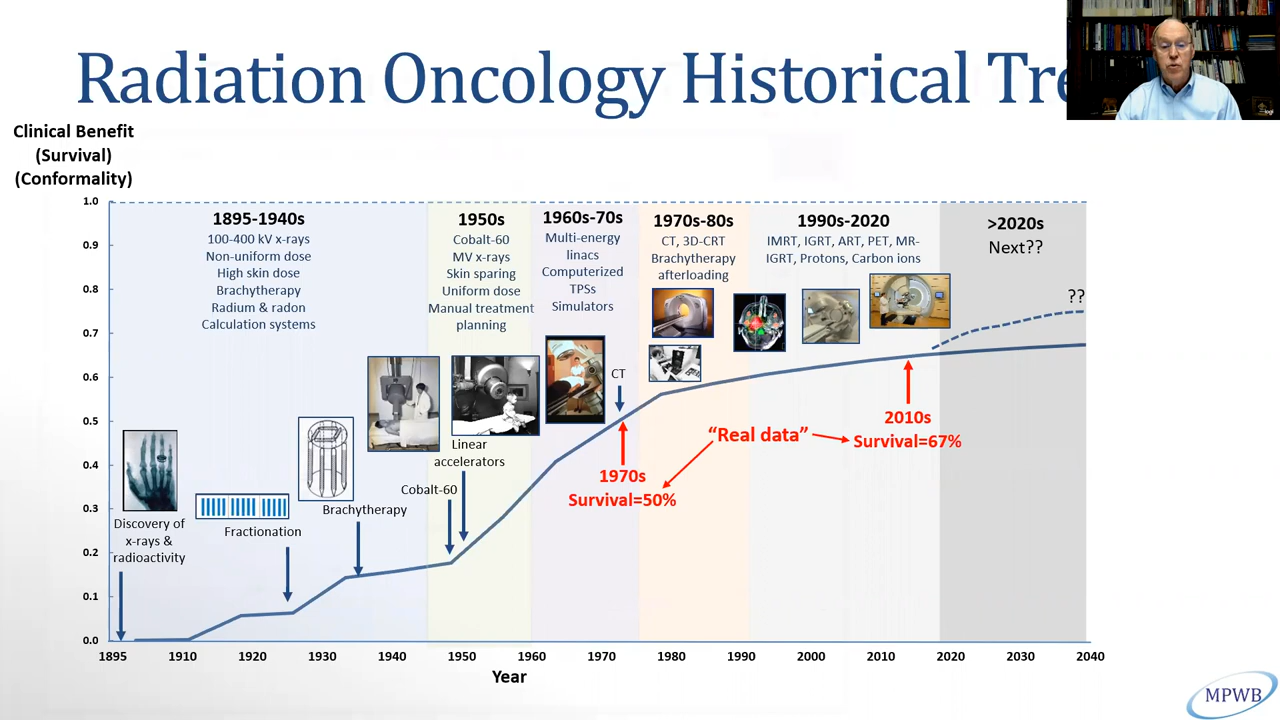 Radiation Oncology Historical Tre
Clinical Benefit
(Survival)
(Conformality)
1.0
0.9
0.8
0.7
0.6
0.5
0.4
0.3
0.2
0.1
0.0
1895-1940s
100-400 kV x-rays
Non-uniform dose
High skin dose
Brachytherapy
Radium & radon
Calculation systems
1950s
Cobalt-60
MV x-rays
Skin sparing
Uniform dose
Manual treatment
planning
1960s-70s
Multi-energy
linacs
Computerized
TPSs
Simulators
1970s-80s
CT, 3D-CRT
Brachytherapy
afterloading
1990s-2020
IMRT, IGRT, ART, PET, MR-
IGRT, Protons, Carbon ions
>2020s
Next??
??
CT
Discovery of
x-rays &
radioactivity
Fractionation
Brachytherapy
Cobalt-60
Linear
accelerators
1970s
Survival=50%
"Real data"
2010s
Survival=67%
1895
1910
1920
1930
1940
1950
1960
1970
1980
1990
2000
2010
2020
2030
2040
Year
MPWB